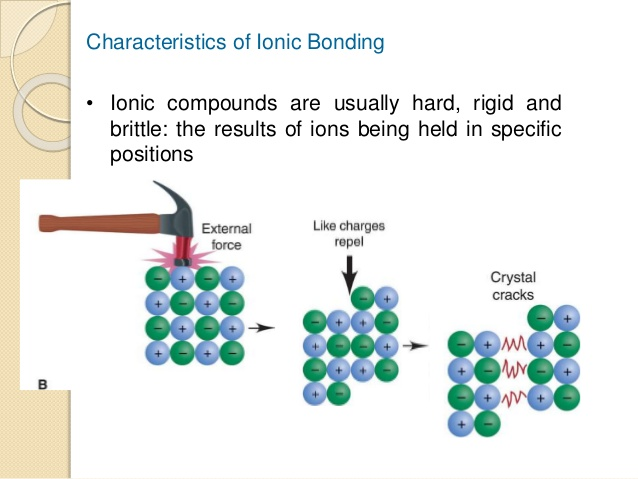 Characteristics of Ionic Bonding
• Ionic compounds are usually hard, rigid and
brittle: the results of ions being held in specific
positions
External
force
Like charges
repel
Crystal
cracks
- + - +
+ - + -
- + - +
+ - + -
- +
- + + -
+ - - +
- + + -
+ -
- +
- + + -
+ - - +
- + + -
+ -
B